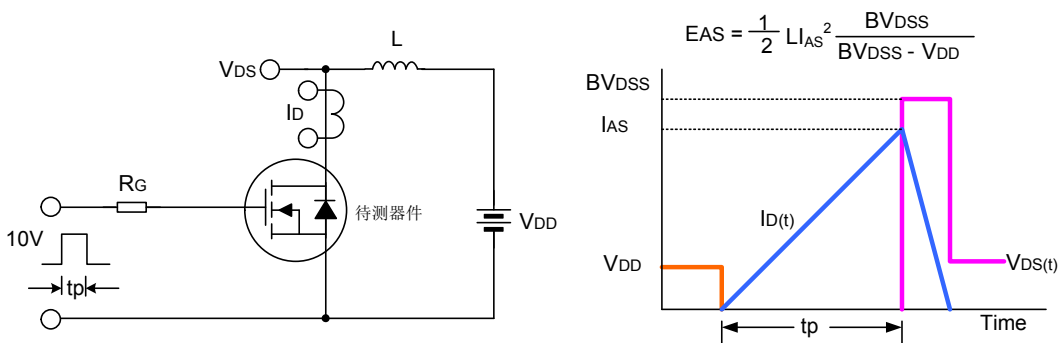 VDS
L
ID
RG
待测器件
VDD
10V
tp
EAS = 1/2 LIAS² BVDSS / BVDSS - VDD
BVDSS
IAS
ID(t)
VDD
VDS(t)
tp
Time